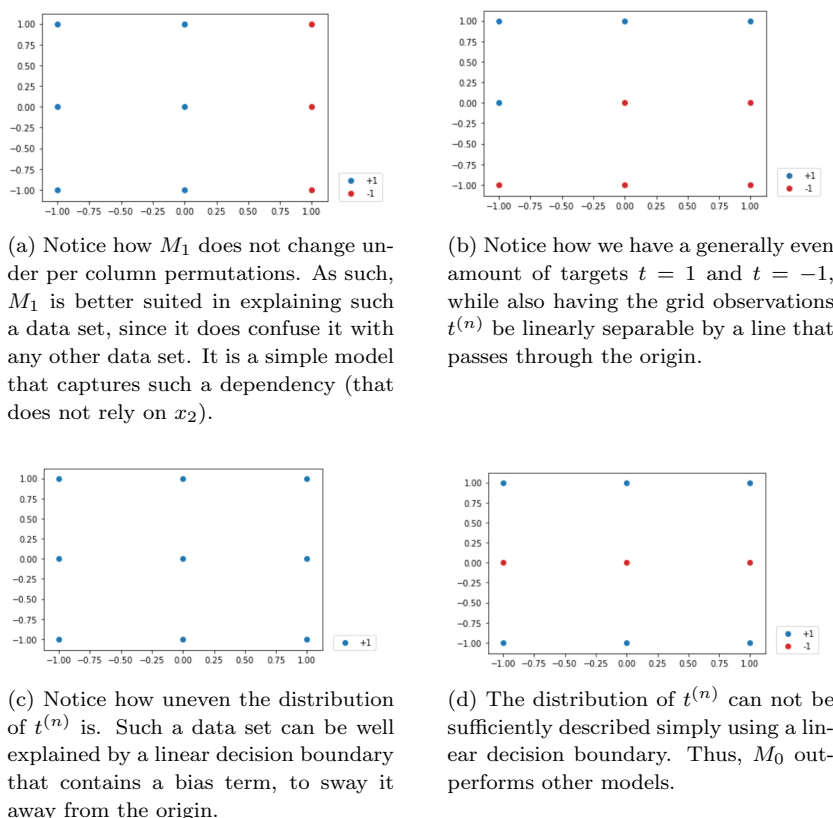 1.00
0.75
0.50
0.25
0.00
−0.25
−0.50
−0.75
−1.00
−1.00 −0.75 −0.50 −0.25 0.00 0.25 0.50 0.75 1.00
+1
-1
(a) Notice how M₁ does not change un-
der per column permutations. As such,
M₁ is better suited in explaining such
a data set, since it does confuse it with
any other data set. It is a simple model
that captures such a dependency (that
does not rely on x₂).
1.00
0.75
0.50
0.25
0.00
−0.25
−0.50
−0.75
−1.00
−1.00 −0.75 −0.50 −0.25 0.00 0.25 0.50 0.75 1.00
+1
-1
(b) Notice how we have a generally even
amount of targets t = 1 and t = −1,
while also having the grid observations
t⁽ⁿ⁾ be linearly separable by a line that
passes through the origin.
1.00
0.75
0.50
0.25
0.00
−0.25
−0.50
−0.75
−1.00
−1.00 −0.75 −0.50 −0.25 0.00 0.25 0.50 0.75 1.00
+1
(c) Notice how uneven the distribution
of t⁽ⁿ⁾ is. Such a data set can be well
explained by a linear decision boundary
that contains a bias term, to sway it
away from the origin.
1.00
0.75
0.50
0.25
0.00
−0.25
−0.50
−0.75
−1.00
−1.00 −0.75 −0.50 −0.25 0.00 0.25 0.50 0.75 1.00
+1
-1
(d) The distribution of t⁽ⁿ⁾ can not be
sufficiently described simply using a lin-
ear decision boundary. Thus, M₀ out-
performs other models.